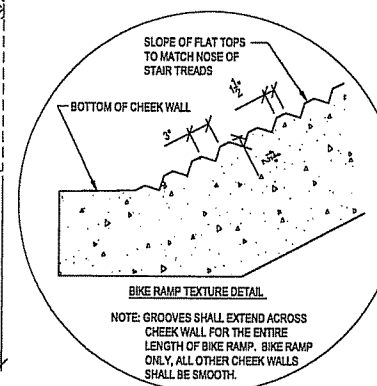 SLOPE OF FLAT TOPS
TO MATCH NOSE OF
STAIR TREADS
BOTTOM OF CHEEK WALL
3"
1½"
BIKE RAMP TEXTURE DETAIL
NOTE: GROOVES SHALL EXTEND ACROSS
CHEEK WALL FOR THE ENTIRE
LENGTH OF BIKE RAMP. BIKE RAMP
ONLY, ALL OTHER CHEEK WALLS
SHALL BE SMOOTH.